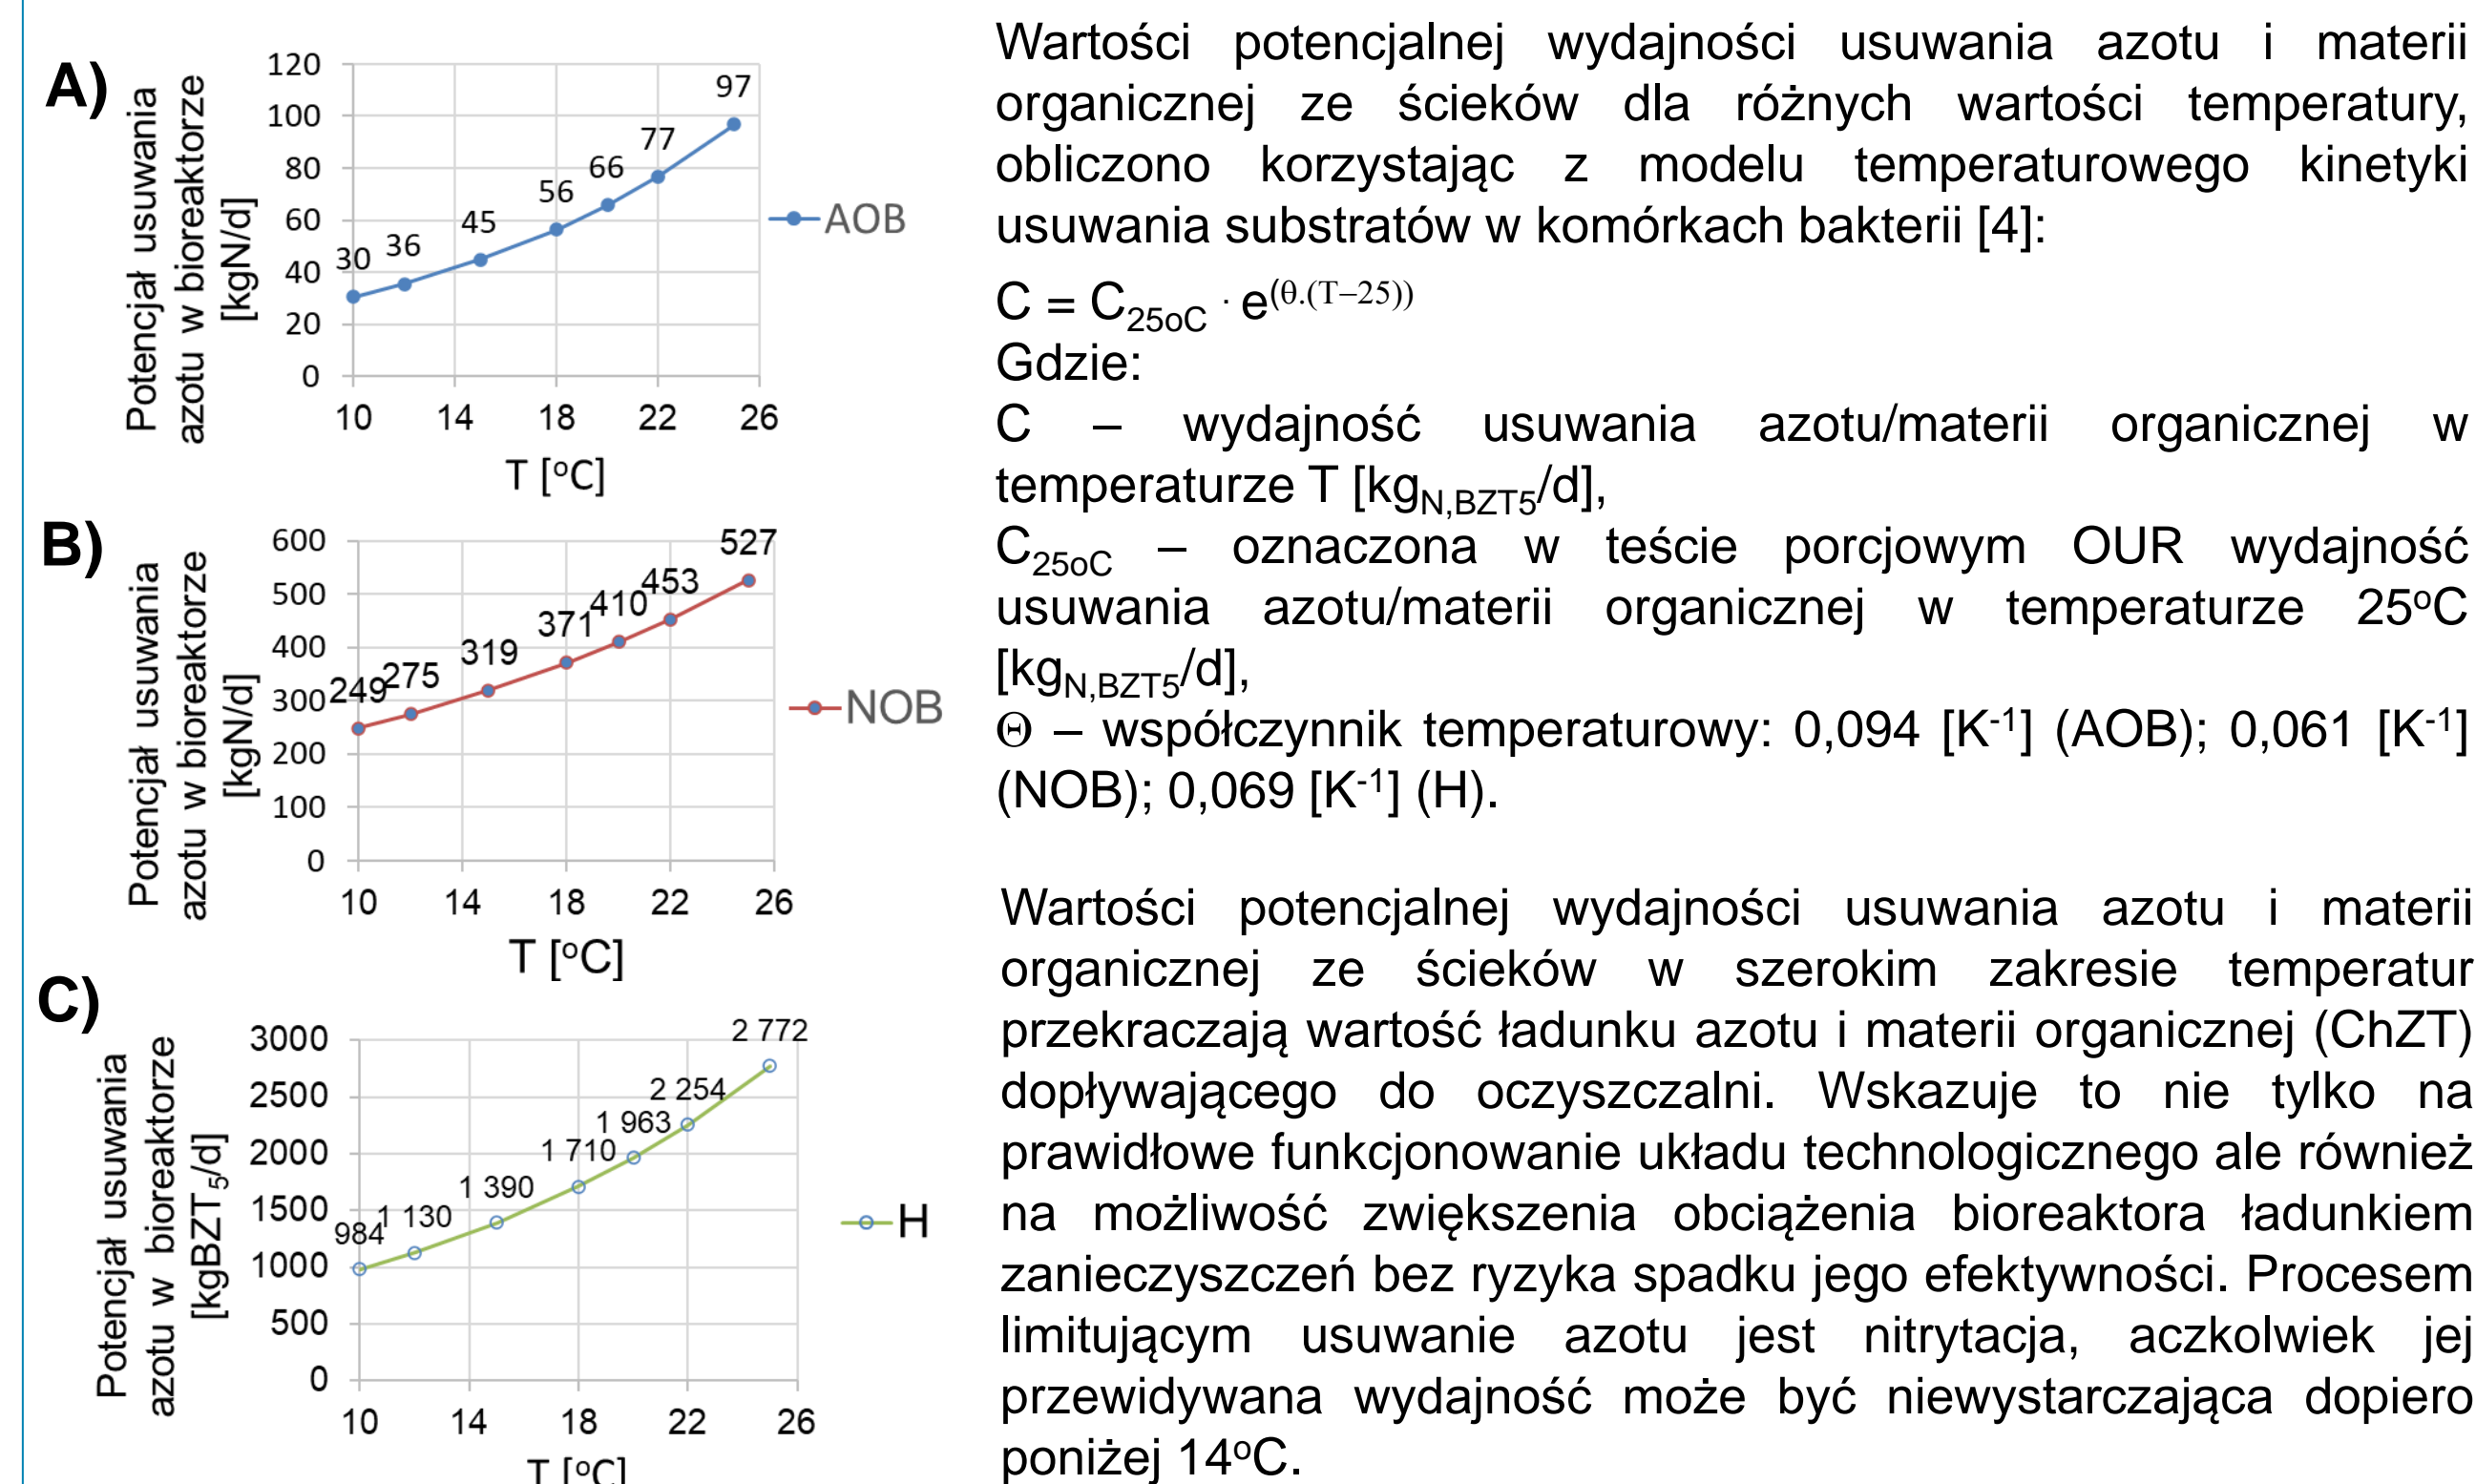 A)
Potencjał usuwania
azotu w bioreaktorze
[kgN/d]
120
100
80
60
40
20
0
30
36
45
56
66
77
97
10 14 18 22 26
T [°C]
AOB
B)
Potencjał usuwania
azotu w bioreaktorze
[kgN/d]
600
500
400
300
200
100
0
249
275
319
371
410
453
527
10 14 18 22 26
T [°C]
NOB
C)
Potencjał usuwania
azotu w bioreaktorze
[kgBZT5/d]
3000
2500
2000
1500
1000
500
0
984
1 130
1 390
1 710
1 963
2 254
2 772
10 14 18 22 26
T [°C]
H
Wartości potencjalnej wydajności usuwania azotu i materii
organicznej ze ścieków dla różnych wartości temperatury,
obliczono korzystając z modelu temperaturowego kinetyki
usuwania substratów w komórkach bakterii [4]:
C = C25oC · e(θ.(T–25))
Gdzie:
C – wydajność usuwania azotu/materii organicznej w
temperaturze T [kgN,BZT5/d],
C25oC – oznaczona w teście porcjowym OUR wydajność
usuwania azotu/materii organicznej w temperaturze 25°C
[kgN,BZT5/d],
Θ – współczynnik temperaturowy: 0,094 [K-1] (AOB); 0,061 [K-1]
(NOB); 0,069 [K-1] (H).
Wartości potencjalnej wydajności usuwania azotu i materii
organicznej ze ścieków w szerokim zakresie temperatur
przekraczają wartość ładunku azotu i materii organicznej (ChZT)
dopływającego do oczyszczalni. Wskazuje to nie tylko na
prawidłowe funkcjonowanie układu technologicznego ale również
na możliwość zwiększenia obciążenia bioreaktora ładunkiem
zanieczyszczeń bez ryzyka spadku jego efektywności. Procesem
limitującym usuwanie azotu jest nitrytacja, aczkolwiek jej
przewidywana wydajność może być niewystarczająca dopiero
poniżej 14°C.